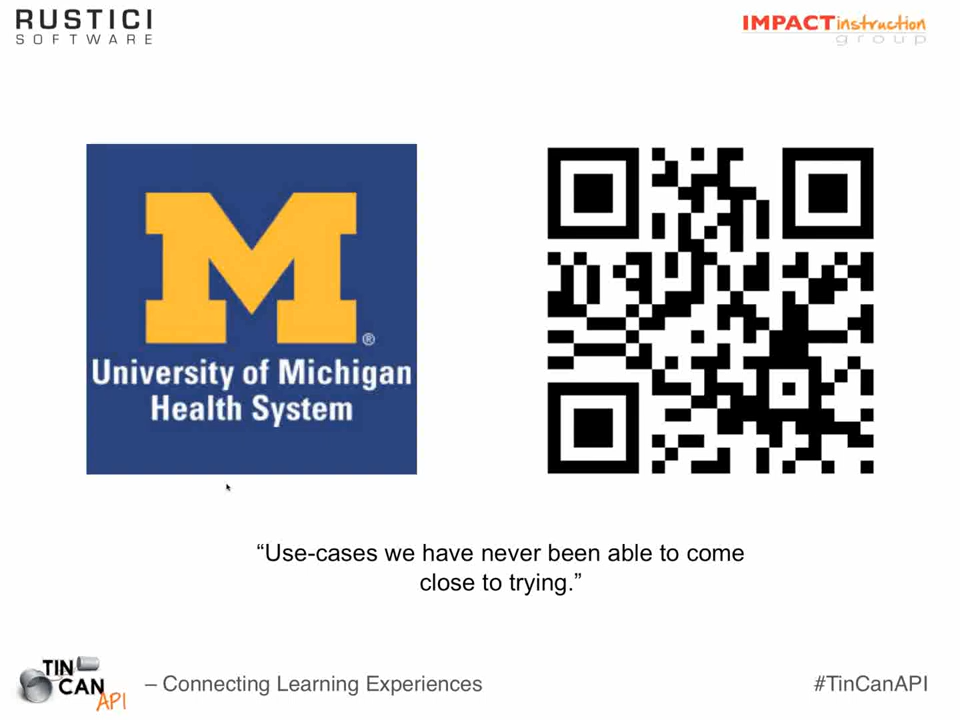 RUSTICI
SOFTWARE
IMPACTinstruction
group
M
®
University of Michigan
Health System
“Use-cases we have never been able to come
close to trying.”
TIN
CAN
API
– Connecting Learning Experiences
#TinCanAPI